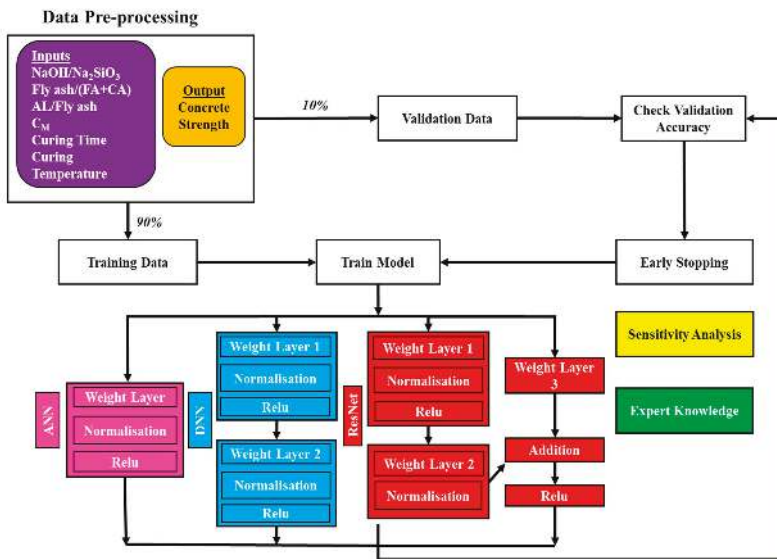 Data Pre-processing
Inputs
NaOH/Na₂SiO₃
Fly ash/(FA+CA)
AL/Fly ash
C_M
Curing Time
Curing
Temperature
Output
Concrete
Strength
10%
Validation Data
Check Validation
Accuracy
90%
Training Data
Train Model
Early Stopping
ANN
Weight Layer
Normalisation
Relu
DNN
Weight Layer 1
Normalisation
Relu
Weight Layer 2
Normalisation
Relu
ResNet
Weight Layer 1
Normalisation
Relu
Weight Layer 2
Normalisation
Weight Layer
3
Addition
Relu
Sensitivity Analysis
Expert Knowledge